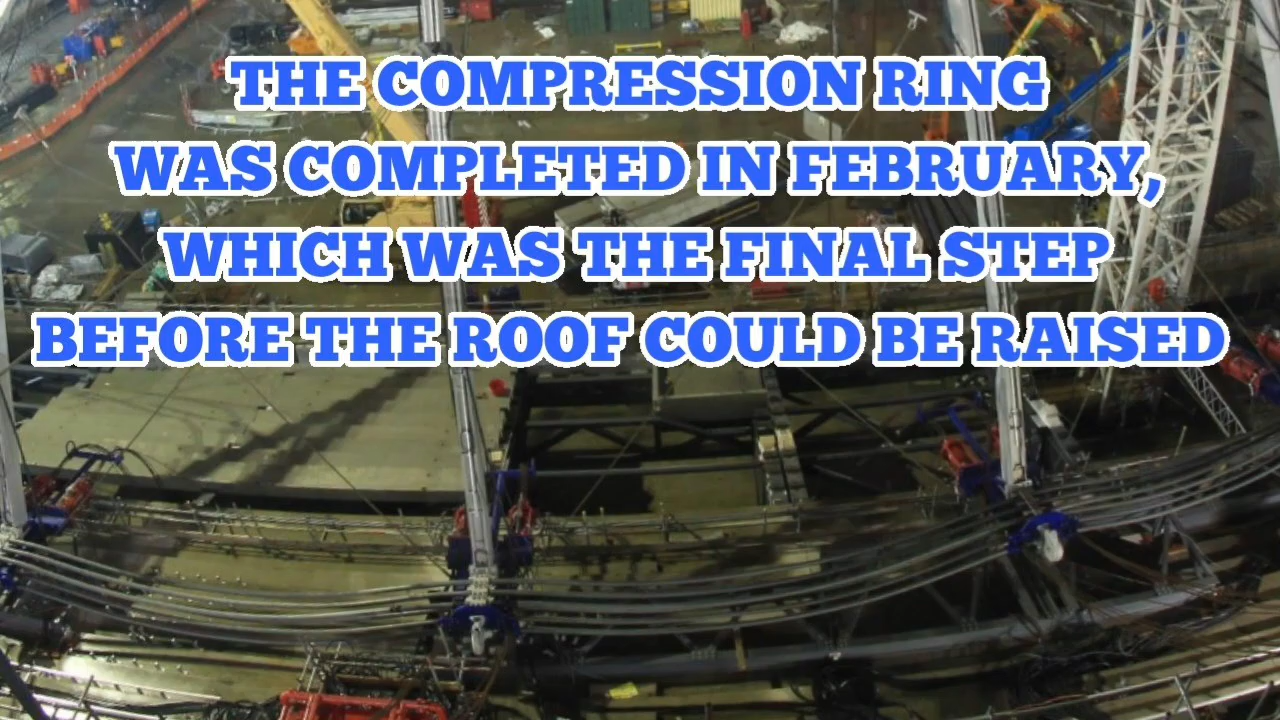 THE COMPRESSION RING
WAS COMPLETED IN FEBRUARY,
WHICH WAS THE FINAL STEP
BEFORE THE ROOF COULD BE RAISED